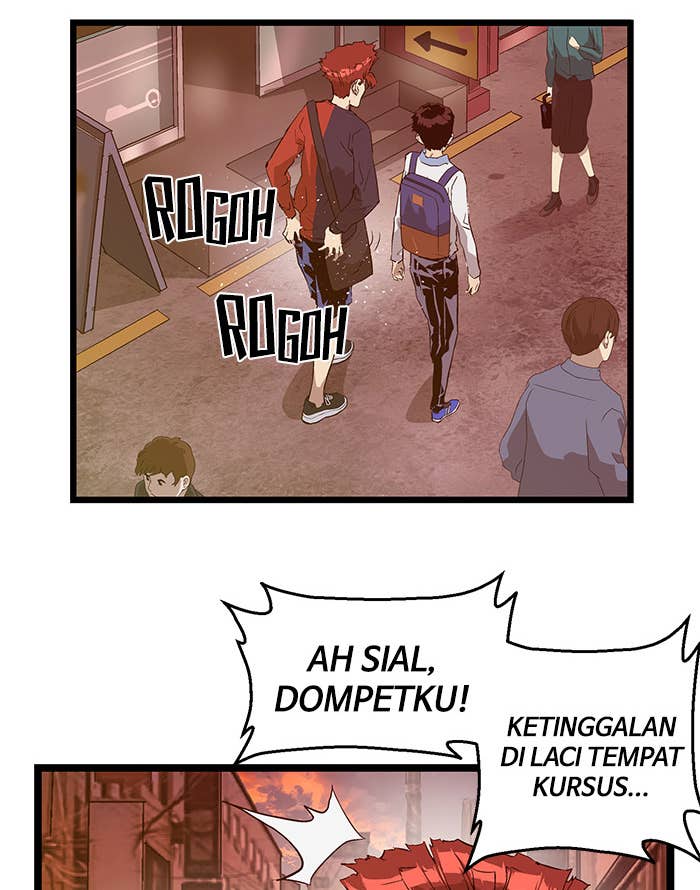 ROGOH
ROGOH
AH SIAL,
DOMPETKU!
KETINGGALAN
DI LACI TEMPAT
KURSUS...